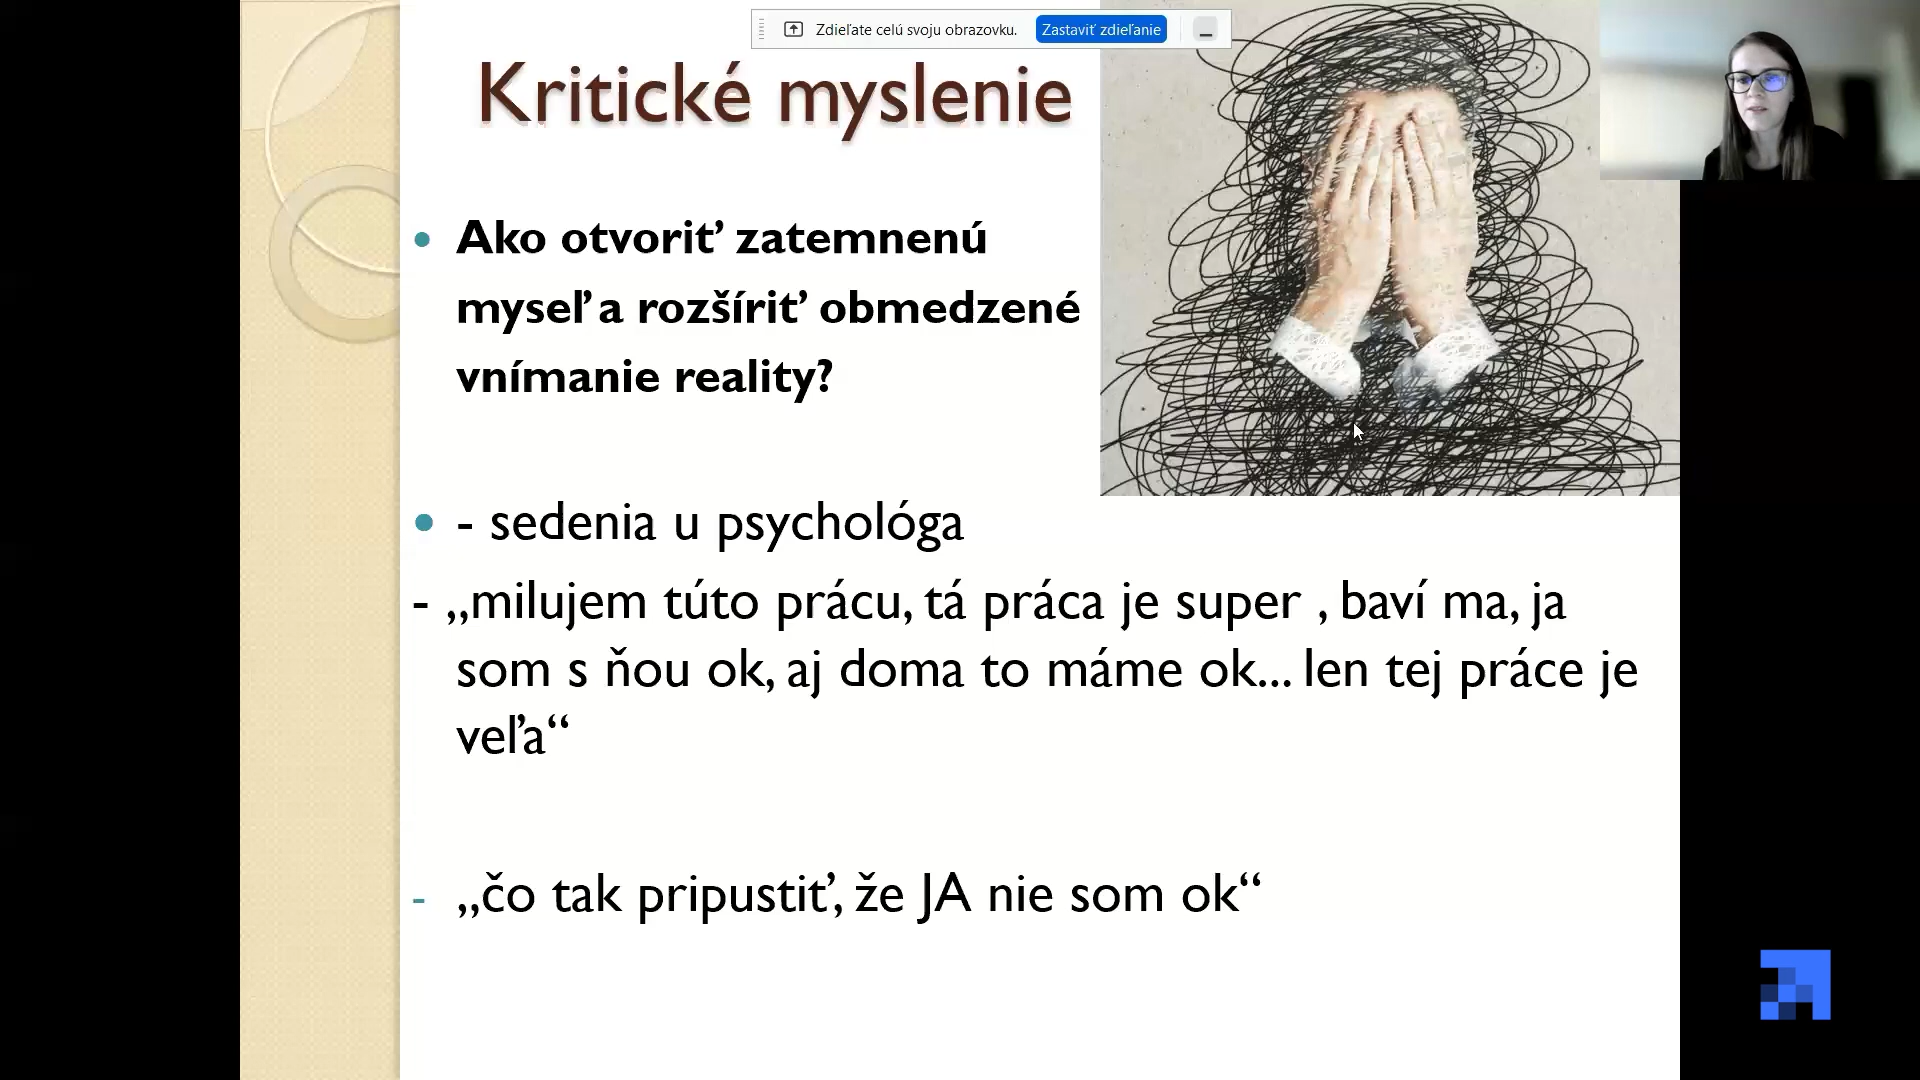 Zdieľate celú svoju obrazovku. Zastaviť zdieľanie
Kritické myslenie
• Ako otvoriť zatemnenú
myseľ a rozšíriť obmedzené
vnímanie reality?
• - sedenia u psychológa
- „milujem túto prácu, tá práca je super , baví ma, ja
som s ňou ok, aj doma to máme ok... len tej práce je
veľa“
- „čo tak pripustiť, že JA nie som ok“